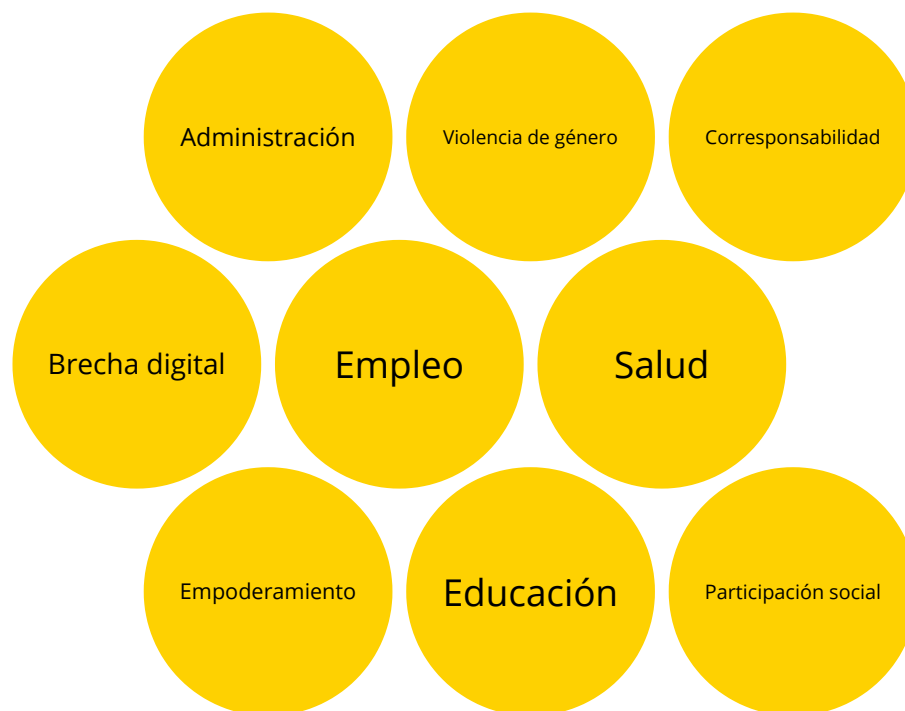 Administración
Violencia de género
Corresponsabilidad
Brecha digital
Empleo
Salud
Empoderamiento
Educación
Participación social